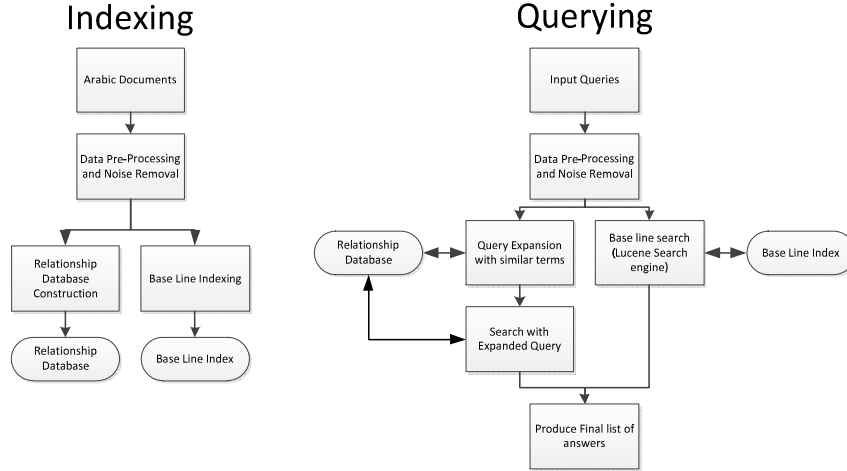 Indexing
Arabic Documents
Data Pre-Processing
and Noise Removal
Relationship
Database
Construction
Base Line Indexing
Relationship
Database
Base Line Index
Querying
Input Queries
Data Pre-Processing
and Noise Removal
Relationship
Database
Query Expansion
with similar terms
Base line search
(Lucene Search
engine)
Base Line Index
Search with
Expanded Query
Produce Final list of
answers